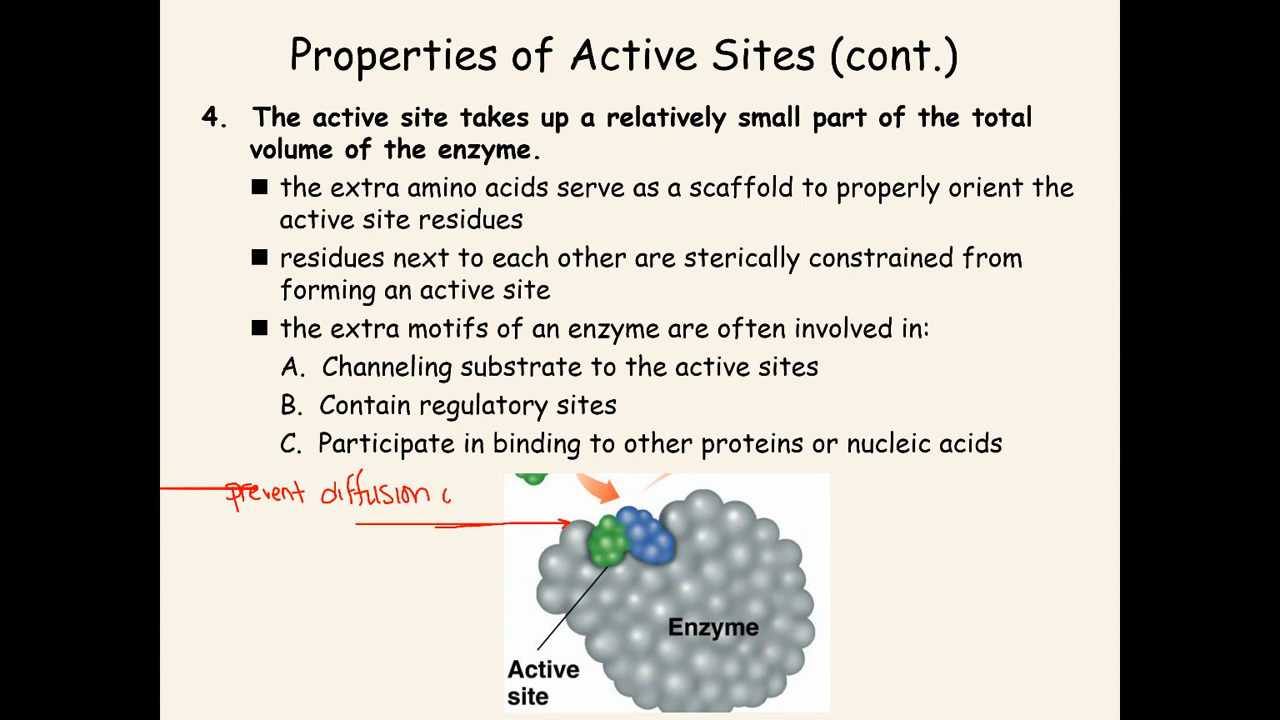 Properties of Active Sites (cont.)
4. The active site takes up a relatively small part of the total
volume of the enzyme.
■ the extra amino acids serve as a scaffold to properly orient the
active site residues
■ residues next to each other are sterically constrained from
forming an active site
■ the extra motifs of an enzyme are often involved in:
A. Channeling substrate to the active sites
B. Contain regulatory sites
C. Participate in binding to other proteins or nucleic acids
prevent diffusion
Enzyme
Active
site